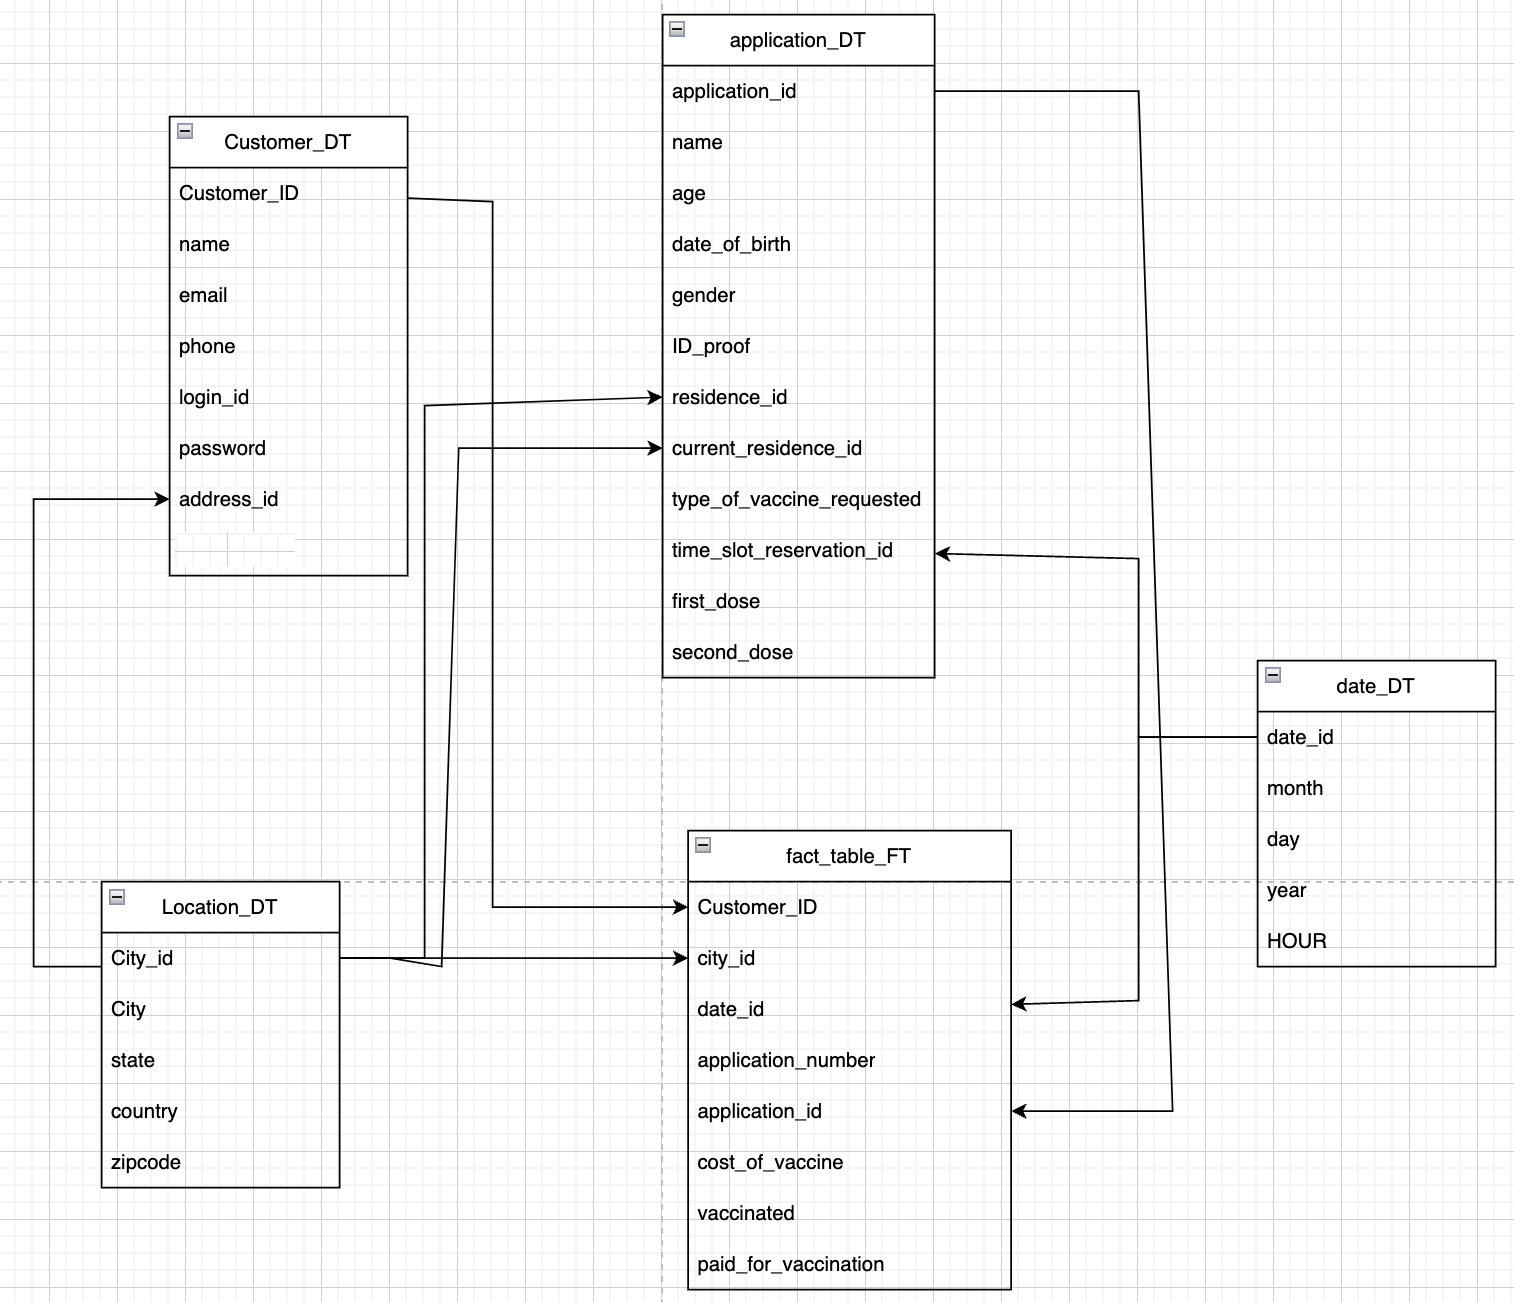 application_DT
application_id
name
age
date_of_birth
gender
ID_proof
residence_id
current_residence_id
type_of_vaccine_requested
time_slot_reservation_id
first_dose
second_dose
Customer_DT
Customer_ID
name
email
phone
login_id
password
address_id
date_DT
date_id
month
day
year
HOUR
fact_table_FT
Customer_ID
city_id
date_id
application_number
application_id
cost_of_vaccine
vaccinated
paid_for_vaccination
Location_DT
City_id
City
state
country
zipcode